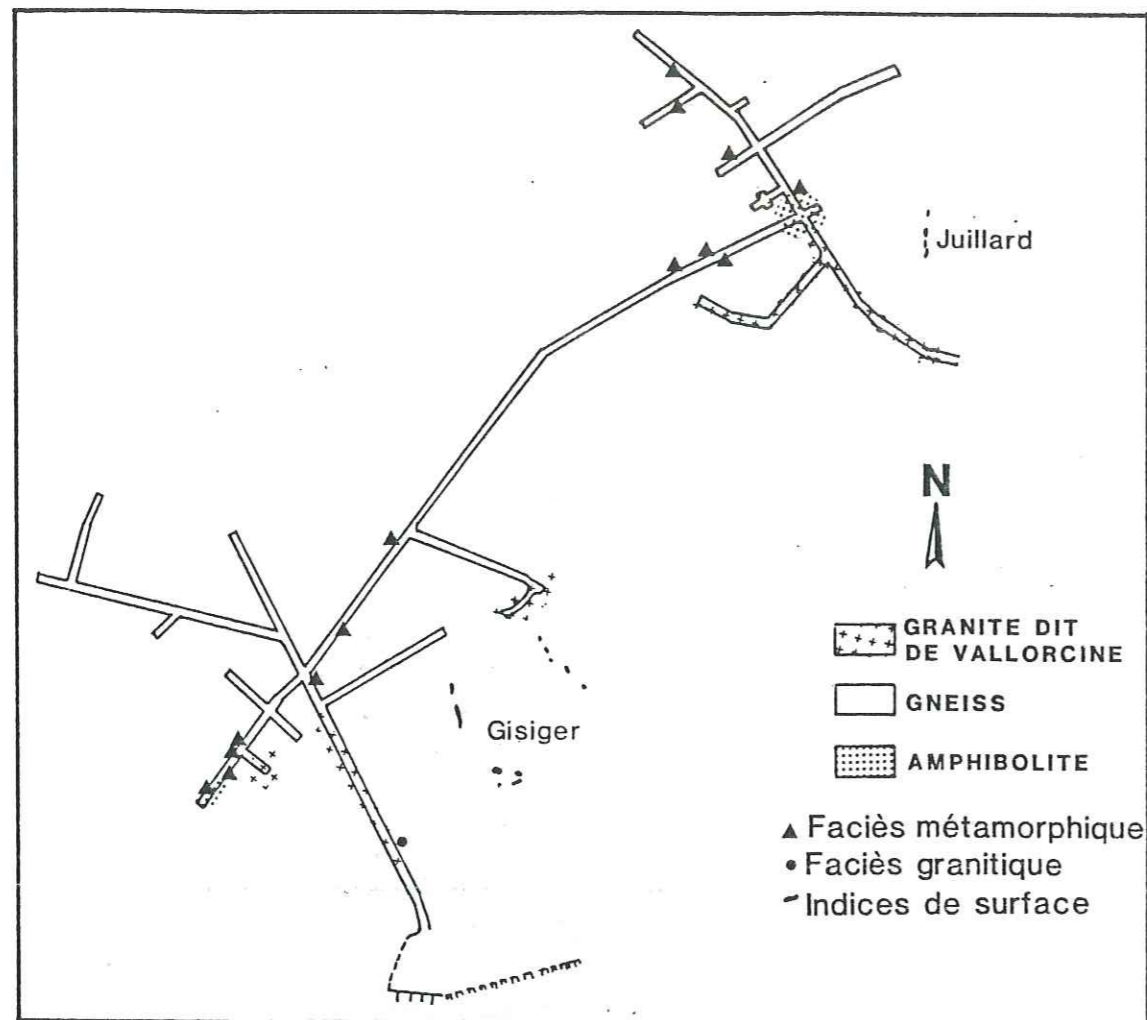 Juillard
N
GRANITE DIT
DE VALLORCINE
GNEISS
Gisiger
AMPHIBOLITE
Faciès métamorphique
Faciès granitique
Indices de surface